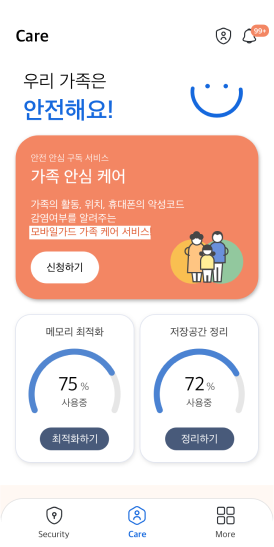 Care
99+
우리 가족은
안전해요!
안전 안심 구독 서비스
가족 안심 케어
가족의 활동, 위치, 휴대폰의 악성코드
감염여부를 알려주는
모바일가드 가족 케어 서비스
신청하기
메모리 최적화
75 %
사용중
최적화하기
저장공간 정리
72 %
사용중
정리하기
Security
Care
More